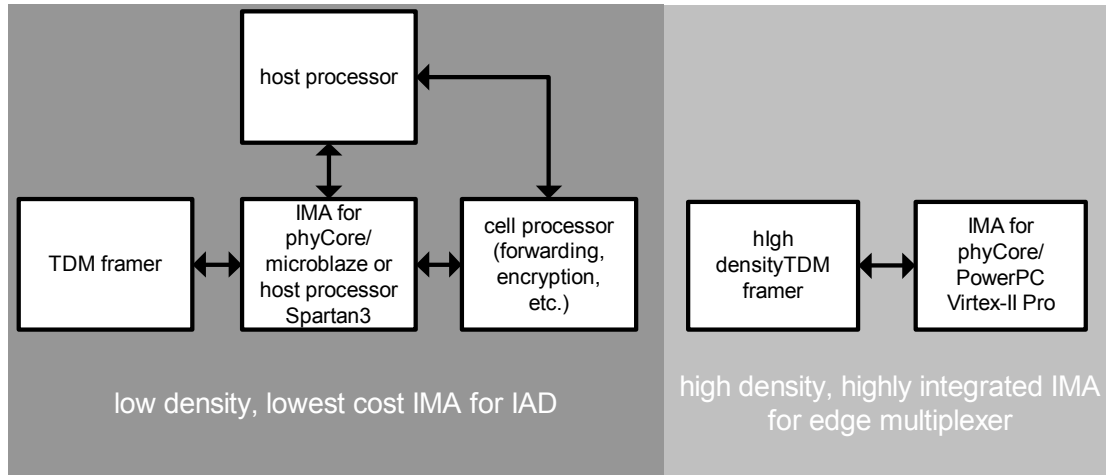 host processor
TDM framer
IMA for
phyCore/
microblaze or
host processor
Spartan3
cell processor
(forwarding,
encryption,
etc.)
low density, lowest cost IMA for IAD
hIgh
densityTDM
framer
IMA for
phyCore/
PowerPC
Virtex-II Pro
high density, highly integrated IMA
for edge multiplexer